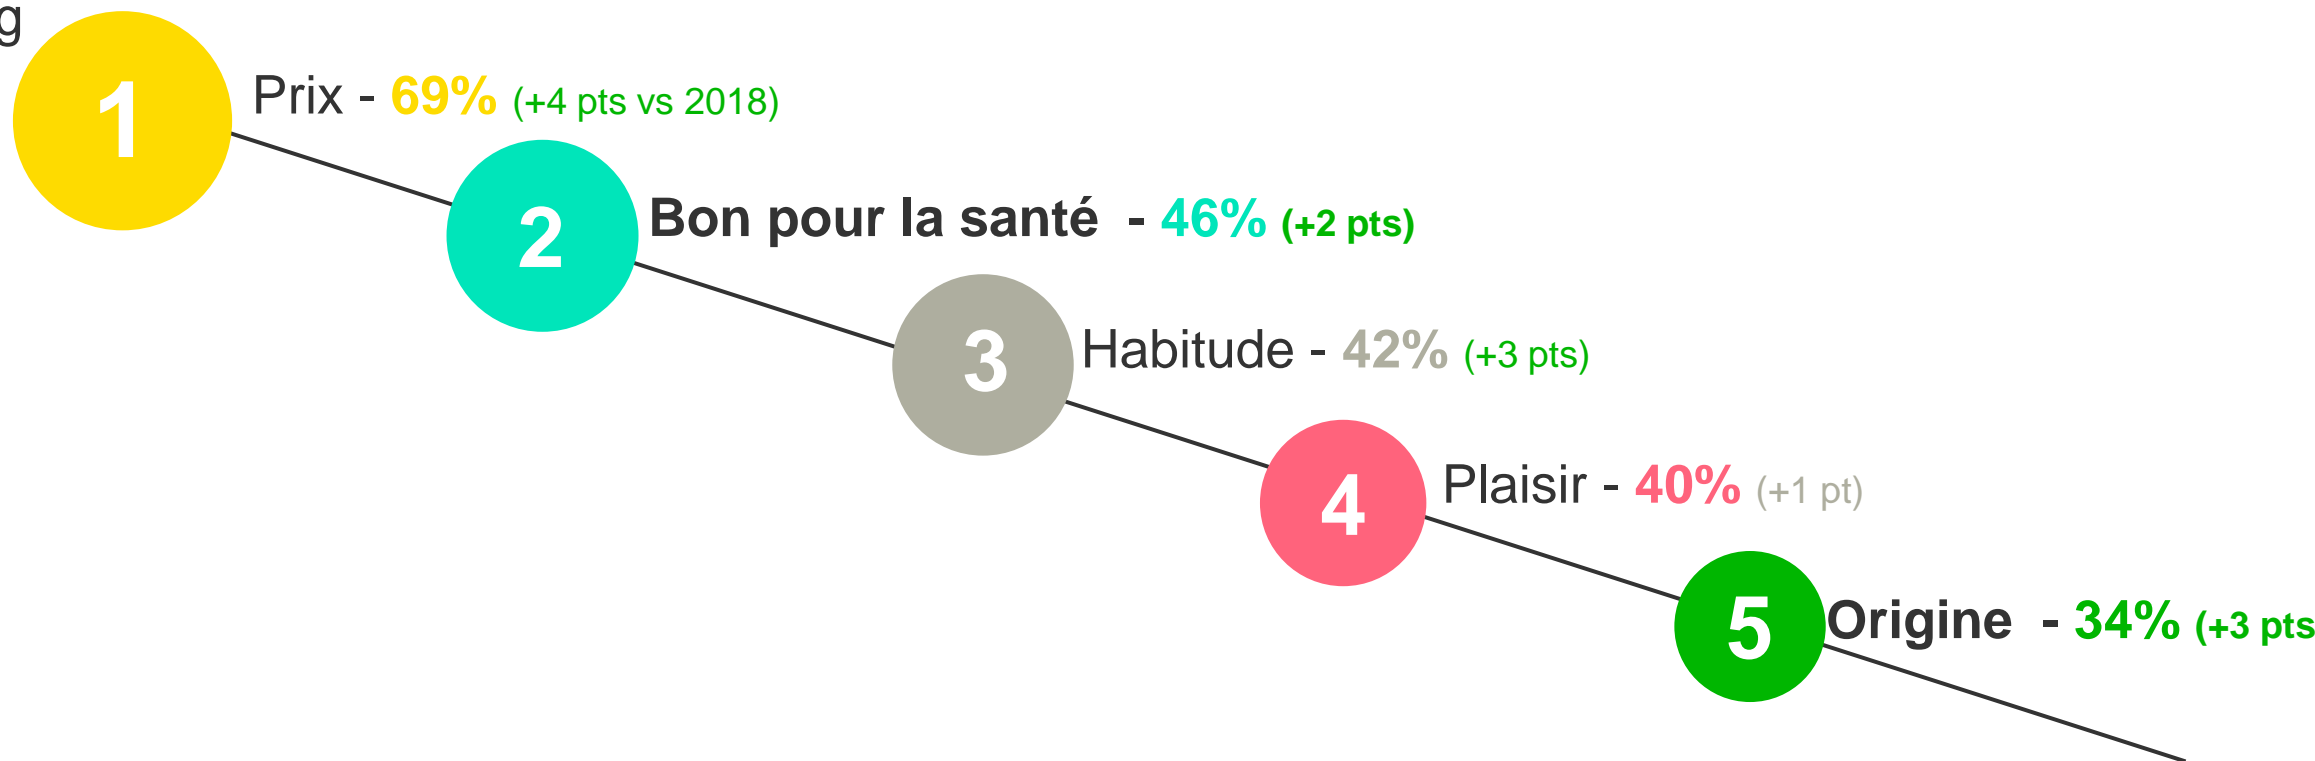 g
1
Prix - 69% (+4 pts vs 2018)
2
Bon pour la santé - 46% (+2 pts)
3
Habitude - 42% (+3 pts)
4
Plaisir - 40% (+1 pt)
5
Origine - 34% (+3 pts